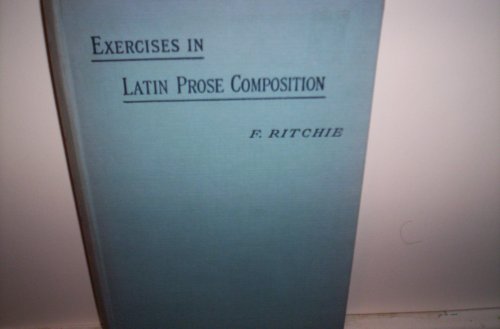 EXERCISES IN
LATIN PROSE COMPOSITION
F. RITCHIE